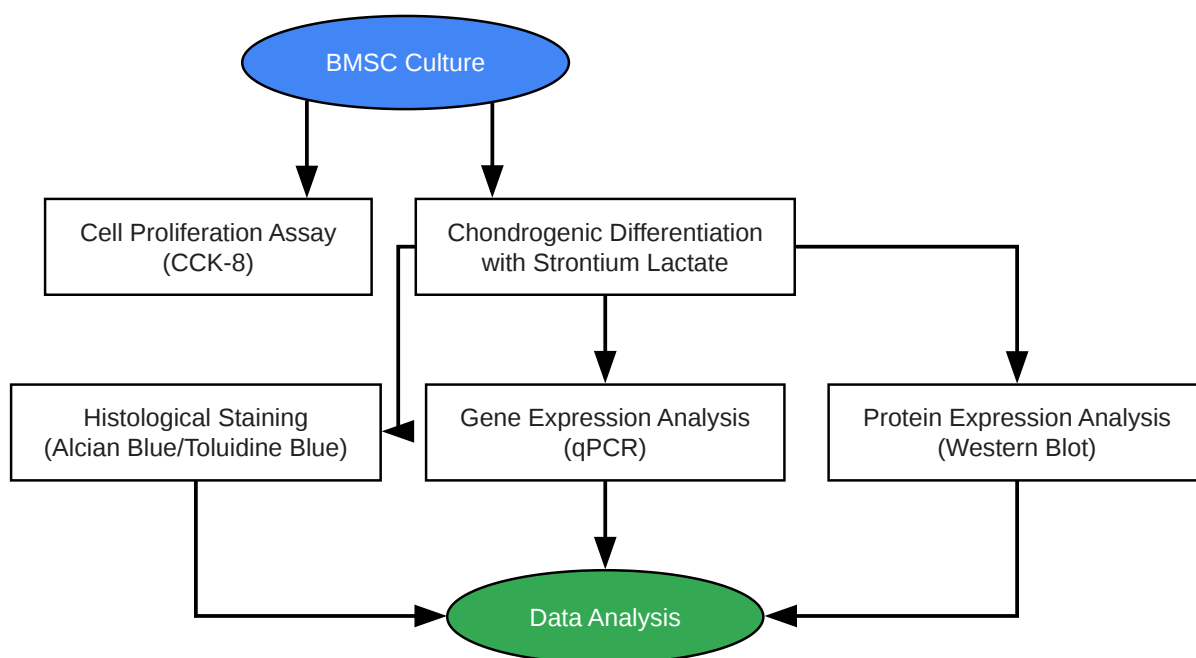 BMSC Culture
Cell Proliferation Assay
(CCK-8)
Chondrogenic Differentiation
with Strontium Lactate
Histological Staining
(Alcian Blue/Toluidine Blue)
Gene Expression Analysis
(qPCR)
Protein Expression Analysis
(Western Blot)
Data Analysis